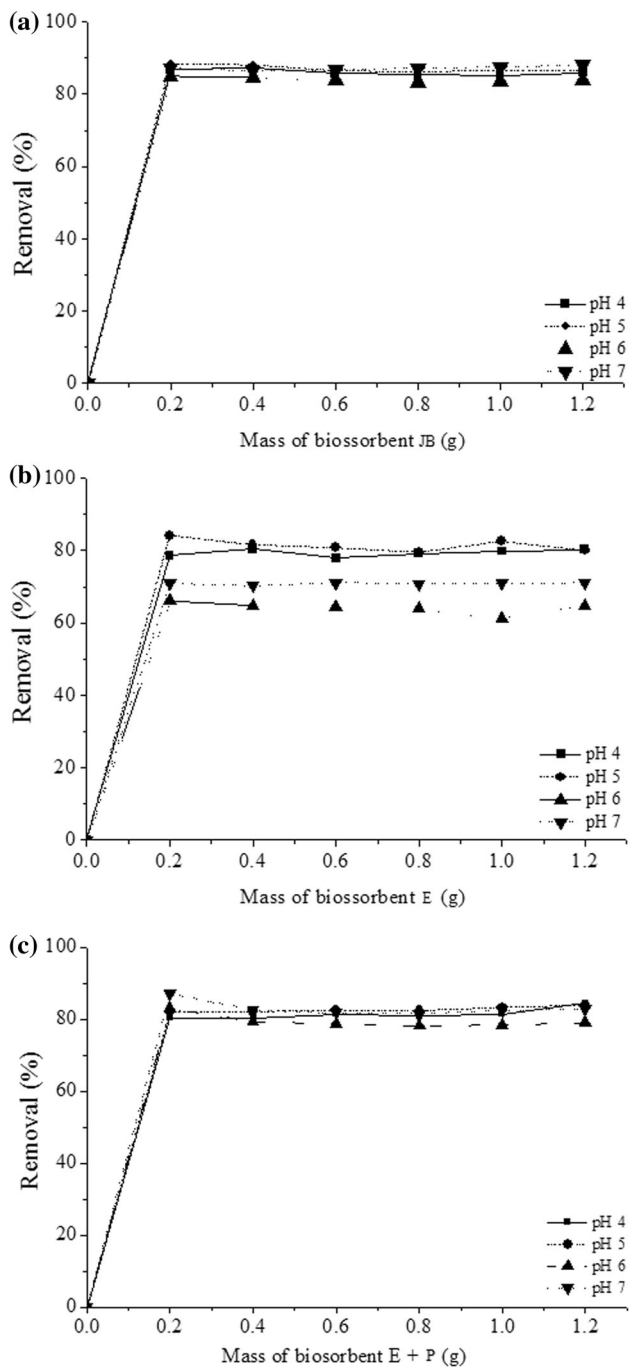 (a)
100
80
60
40
20
0
Removal (%)
pH 4
pH 5
pH 6
pH 7
0.0 0.2 0.4 0.6 0.8 1.0 1.2
Mass of biossorbent JB (g)
(b)
100
80
60
40
20
0
Removal (%)
pH 4
pH 5
pH 6
pH 7
0.0 0.2 0.4 0.6 0.8 1.0 1.2
Mass of biossorbent E (g)
(c)
100
80
60
40
20
0
Removal (%)
pH 4
pH 5
pH 6
pH 7
0.0 0.2 0.4 0.6 0.8 1.0 1.2
Mass of biosorbent E + P (g)